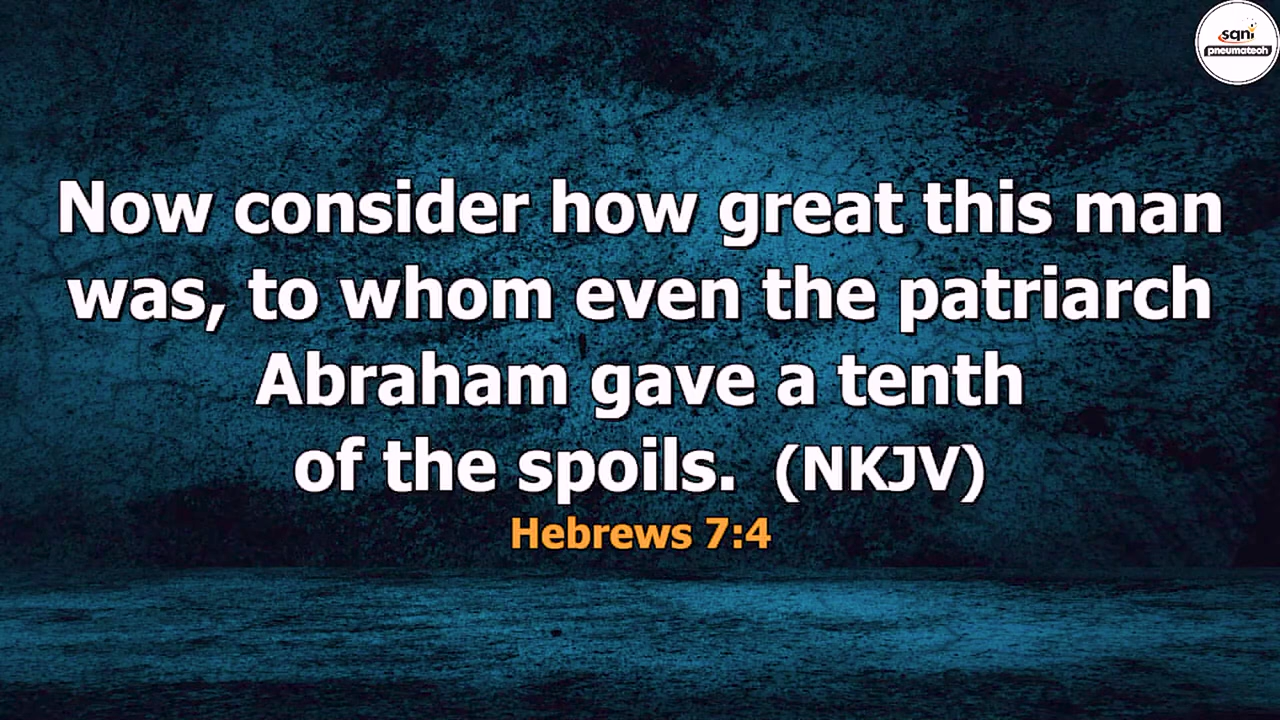 sqni
pneumatech
Now consider how great this man
was, to whom even the patriarch
Abraham gave a tenth
of the spoils. (NKJV)
Hebrews 7:4